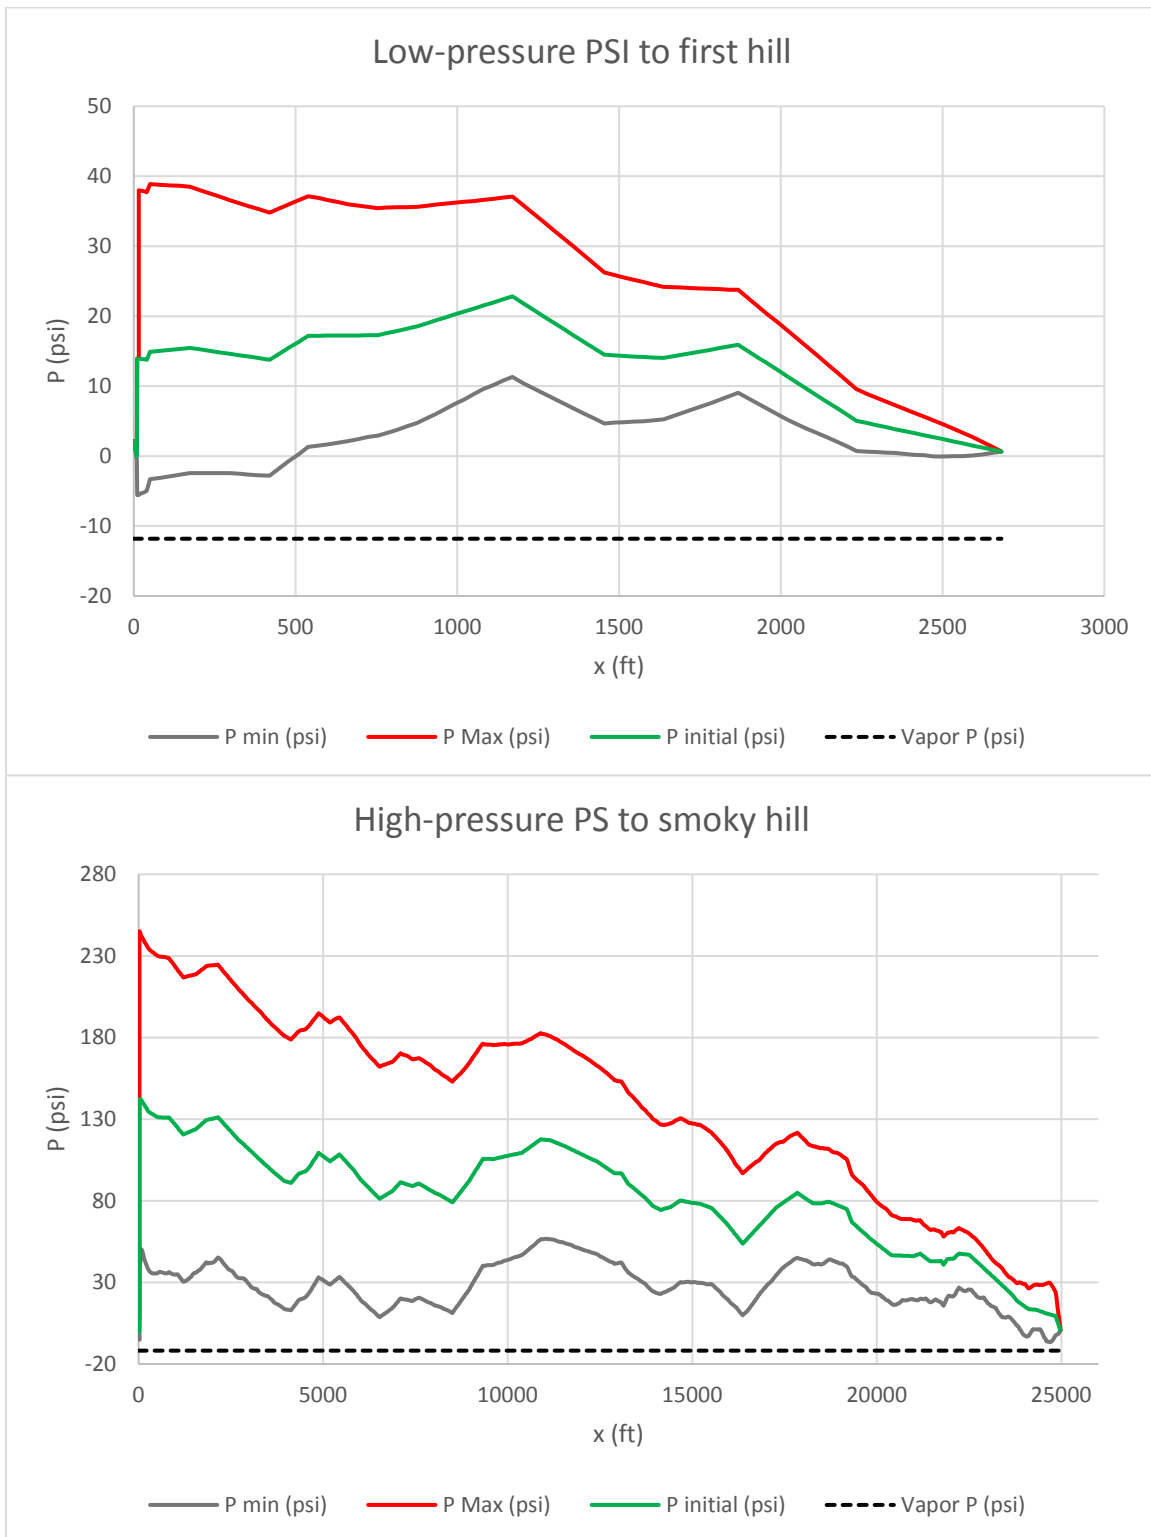 Low-pressure PSI to first hill
50
40
30
20
10
0
-10
-20
P (psi)
0 500 1000 1500 2000 2500 3000
x (ft)
P min (psi) P Max (psi) P initial (psi) Vapor P (psi)
High-pressure PS to smoky hill
280
230
180
130
80
30
-20
P (psi)
0 5000 10000 15000 20000 25000
x (ft)
P min (psi) P Max (psi) P initial (psi) Vapor P (psi)